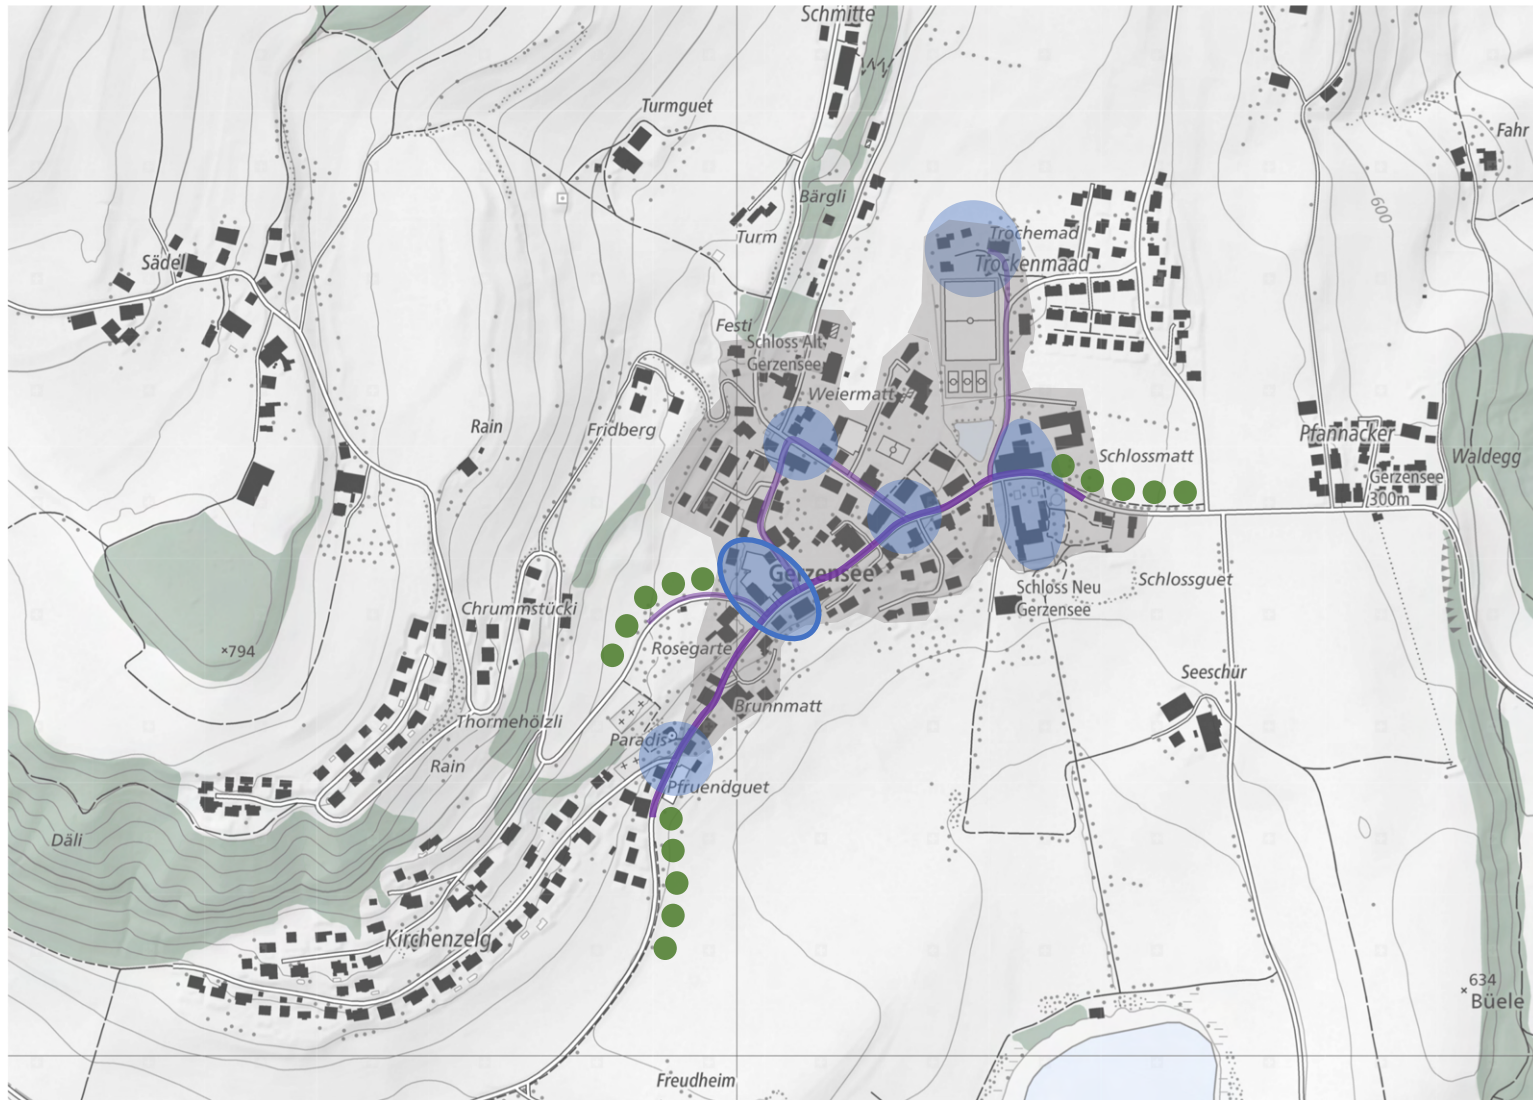 Schmitte
Turmguet
Fahr
Bärgli
600
Turm
Trochemad
Sädel
Trockenmaad
Festi
Schloss Alt
Gerzensee
Weiermatt
Rain
Fridberg
Pfannacker
Schlossmatt
Waldegg
Gerzensee
300m
Gerzensee
Schlossguet
Schloss Neu
Gerzensee
Chrummstücki
Rosegarte
×794
Seeschür
Brunnmatt
Thormehölzli
Paradis
Rain
Pfruendguet
Däli
Kirchenzelg
634
Büele
Freudheim